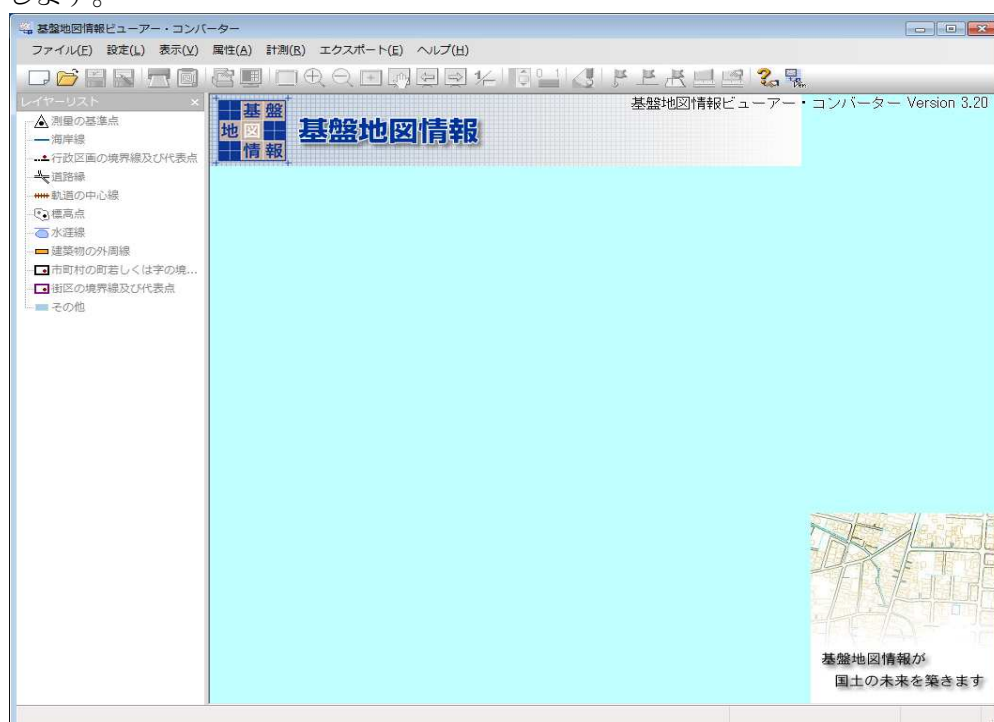 します。
基盤地図情報ビューアー・コンバーター
ファイル(F) 設定(L) 表示(V) 属性(A) 計測(R) エクスポート(E) ヘルプ(H)
レイヤーリスト ×
測量の基準点
海岸線
行政区画の境界線及び代表点
道路縁
軌道の中心線
標高点
水涯線
建築物の外周線
市町村の町若しくは字の境...
街区の境界線及び代表点
その他
基盤
地図
情報
基盤地図情報
基盤地図情報ビューアー・コンバーター Version 3.20
基盤地図情報が
国土の未来を築きます